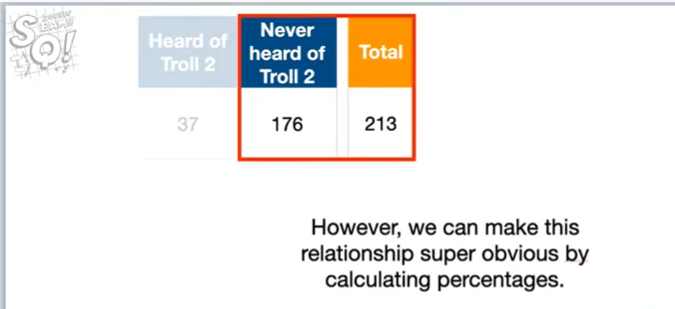 SQ!
Heard of
Troll 2
Never
heard of
Troll 2
Total
37
176
213
However, we can make this
relationship super obvious by
calculating percentages.